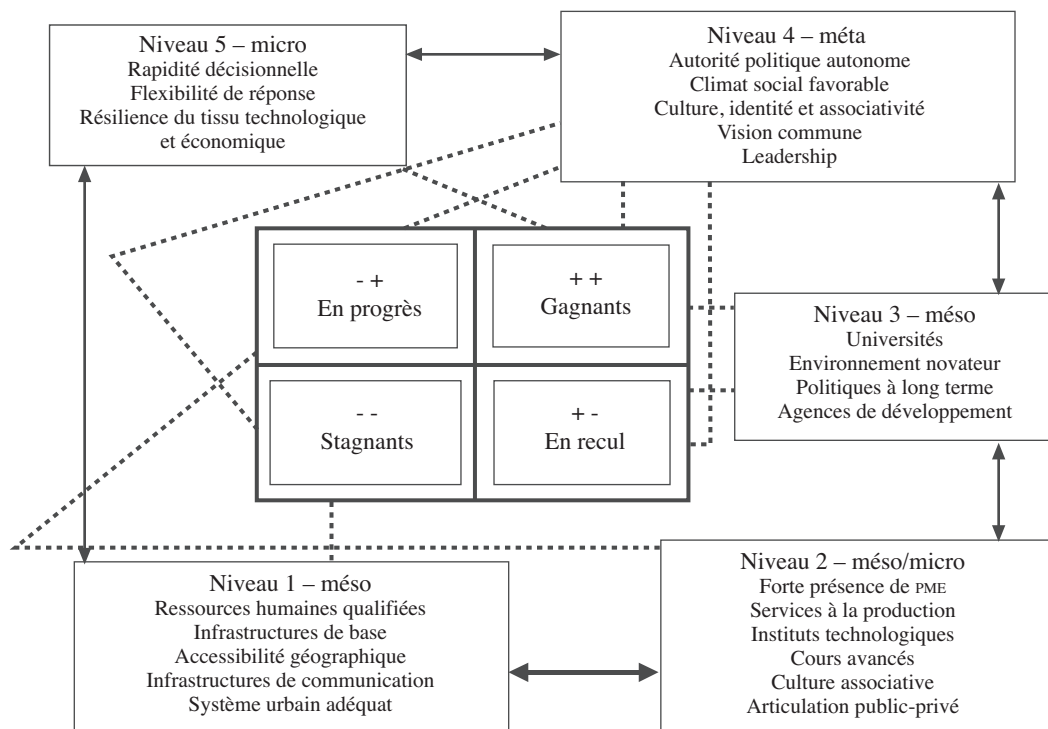 Niveau 5 – micro
Rapidité décisionnelle
Flexibilité de réponse
Résilience du tissu technologique
et économique
Niveau 4 – méta
Autorité politique autonome
Climat social favorable
Culture, identité et associativité
Vision commune
Leadership
- +
En progrès
+ +
Gagnants
Niveau 3 – méso
Universités
Environnement novateur
Politiques à long terme
Agences de développement
- -
Stagnants
+ -
En recul
Niveau 1 – méso
Ressources humaines qualifiées
Infrastructures de base
Accessibilité géographique
Infrastructures de communication
Système urbain adéquat
Niveau 2 – méso/micro
Forte présence de PME
Services à la production
Instituts technologiques
Cours avancés
Culture associative
Articulation public-privé